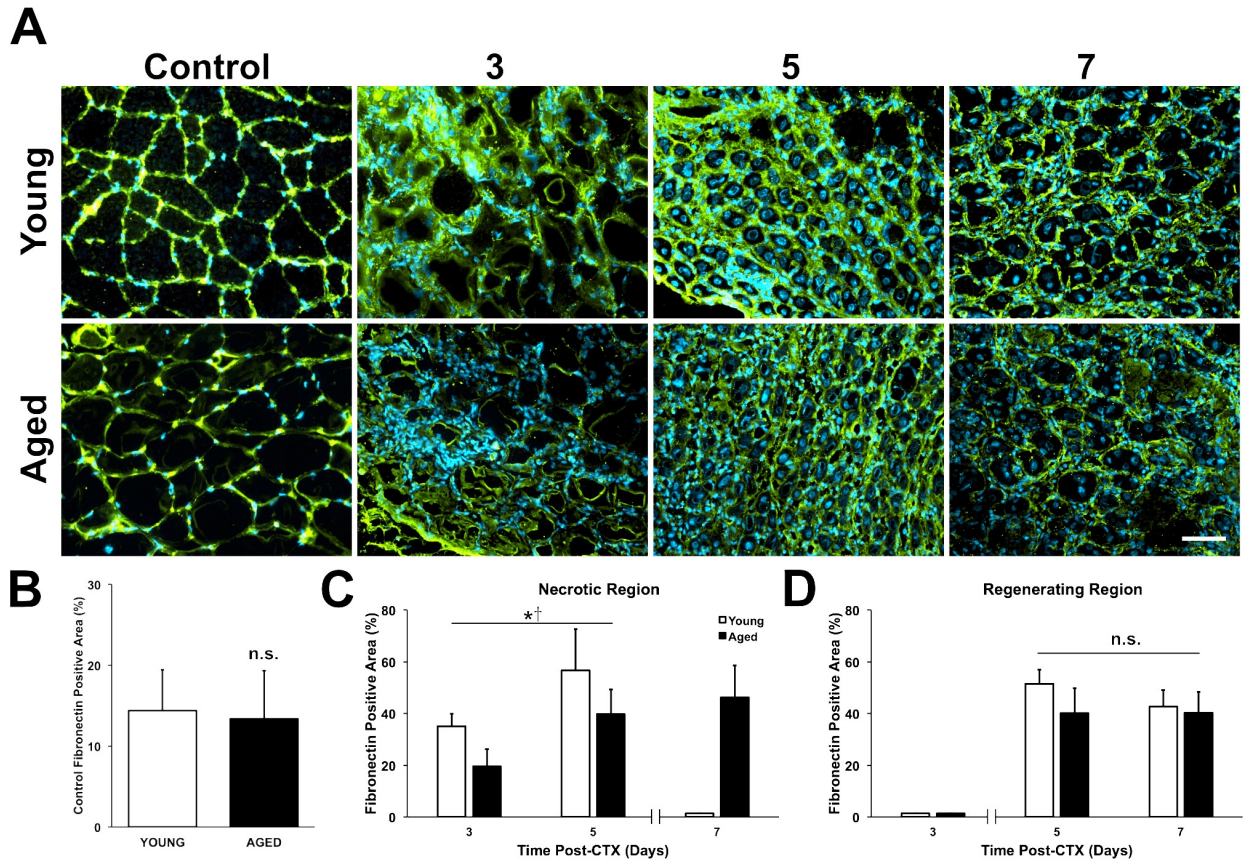 A
Control 3 5 7
Young
Aged
B
Control Fibronectin Positive Area (%)
30
20
10
0
n.s.
YOUNG AGED
C
Necrotic Region
Fibronectin Positive Area (%)
80
60
40
20
0
*†
Young
Aged
3 5 7
Time Post-CTX (Days)
D
Regenerating Region
Fibronectin Positive Area (%)
80
60
40
20
0
n.s.
3 5 7
Time Post-CTX (Days)